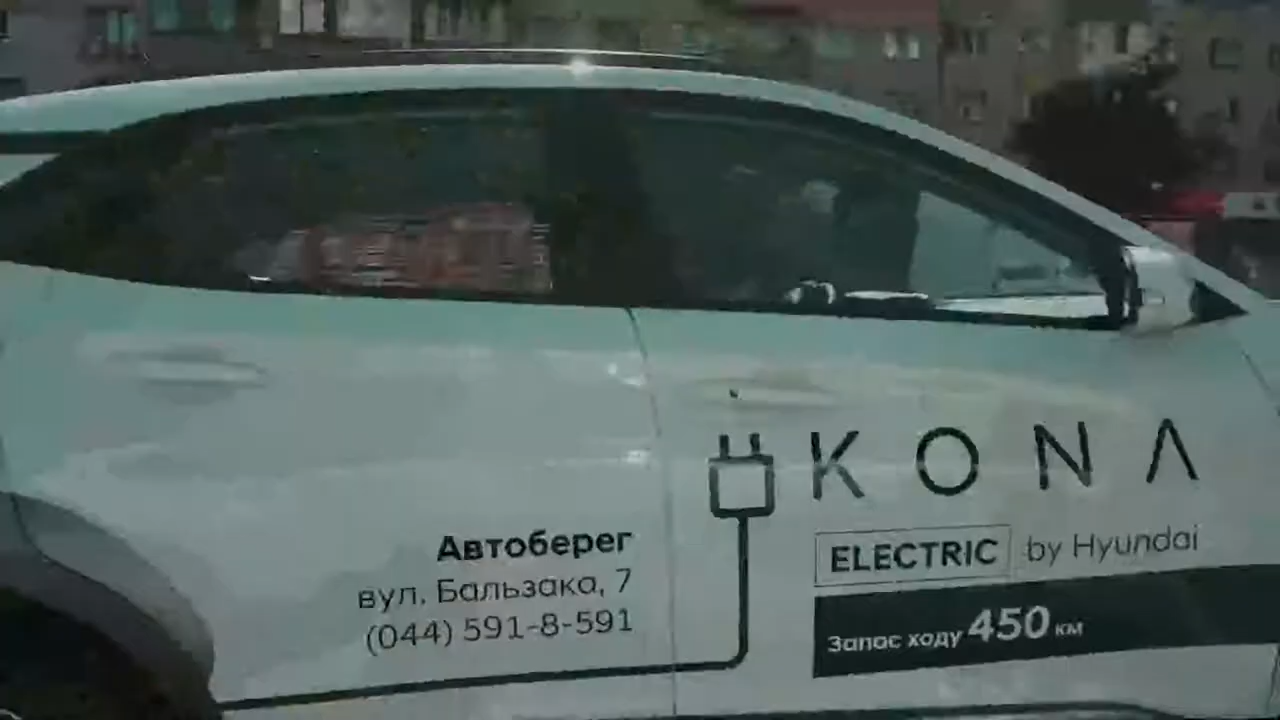 Автоберег
вул. Бальзака, 7
(044) 591-8-591
KONA
ELECTRIC by Hyundai
Запас ходу 450 км